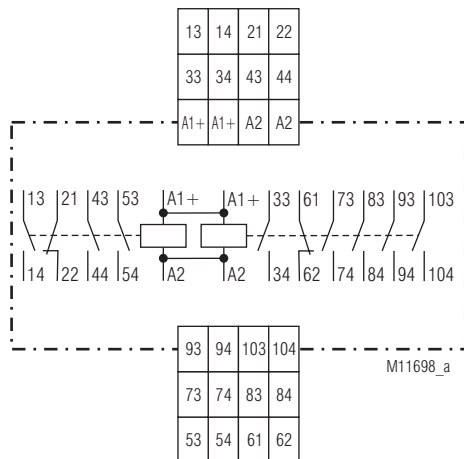 13 14 21 22
33 34 43 44
A1+ A1+ A2 A2
13 21 43 53 A1+ A1+ 33 61 73 83 93 103
14 22 44 54 A2 A2 34 62 74 84 94 104
M11698_a
93 94 103 104
73 74 83 84
53 54 61 62